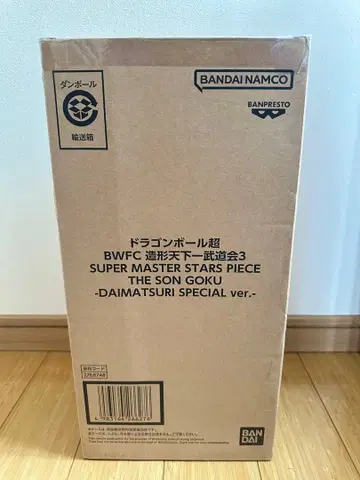 ダンボール
輸送箱
BANDAI NAMCO
BANPRESTO
ドラゴンボール超
BWFC 造形天下一武道会3
SUPER MASTER STARS PIECE
THE SON GOKU
-DAIMATSURI SPECIAL ver.-
BAN
DAI